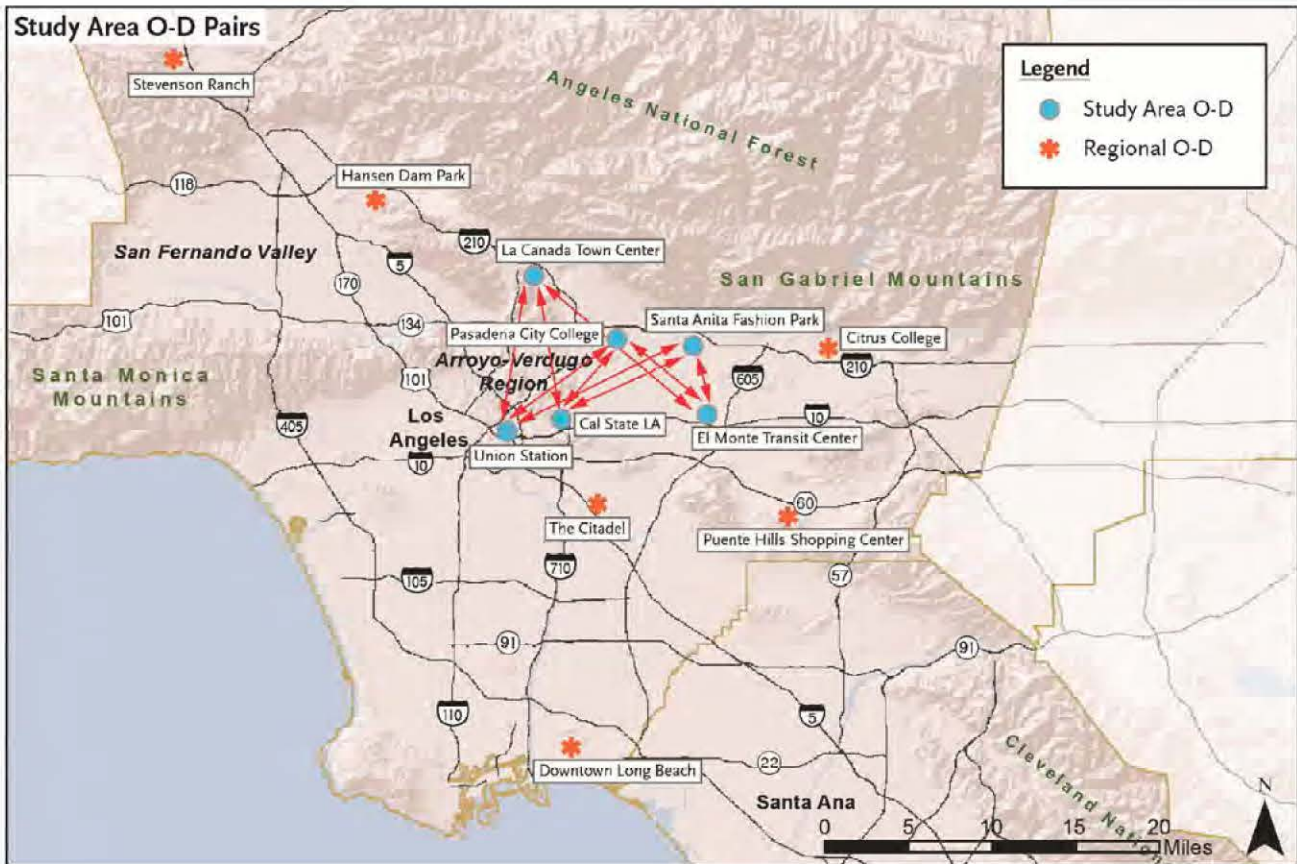 Study Area O-D Pairs
Stevenson Ranch
Legend
Study Area O-D
Regional O-D
Angeles National Forest
118
Hansen Dam Park
San Fernando Valley
210
La Canada Town Center
5
170
San Gabriel Mountains
101
134
Pasadena City College
Santa Anita Fashion Park
Citrus College
Arroyo-Verdugo
Region
210
Santa Monica
Mountains
101
605
405
Los
Angeles
Cal State LA
10
El Monte Transit Center
10
Union Station
60
The Citadel
Puente Hills Shopping Center
105
710
57
91
91
110
5
Downtown Long Beach
22
Cleveland Natio
Santa Ana
N
0 5 10 15 20
Miles